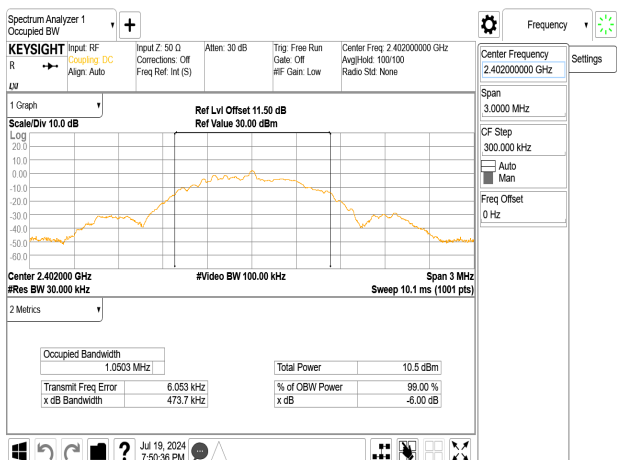 Spectrum Analyzer 1
Occupied BW
Frequency
KEYSIGHT
R
Input: RF
Coupling: DC
Align: Auto
Input Z: 50 Ω
Corrections: Off
Freq Ref: Int (S)
Atten: 30 dB
Trig: Free Run
Gate: Off
#IF Gain: Low
Center Freq: 2.402000000 GHz
Avg|Hold: 100/100
Radio Std: None
LXI
Center Frequency
2.402000000 GHz
Settings
Span
3.0000 MHz
CF Step
300.000 kHz
Auto
Man
Freq Offset
0 Hz
1 Graph
Scale/Div 10.0 dB
Ref Lvl Offset 11.50 dB
Ref Value 30.00 dBm
Log
20.0
10.0
0.00
-10.0
-20.0
-30.0
-40.0
-50.0
-60.0
Center 2.402000 GHz
#Video BW 100.00 kHz
Span 3 MHz
#Res BW 30.000 kHz
Sweep 10.1 ms (1001 pts)
2 Metrics
Occupied Bandwidth
1.0503 MHz
Total Power 10.5 dBm
Transmit Freq Error 6.053 kHz
% of OBW Power 99.00 %
x dB Bandwidth 473.7 kHz
x dB -6.00 dB
?
Jul 19, 2024
7:50:36 PM